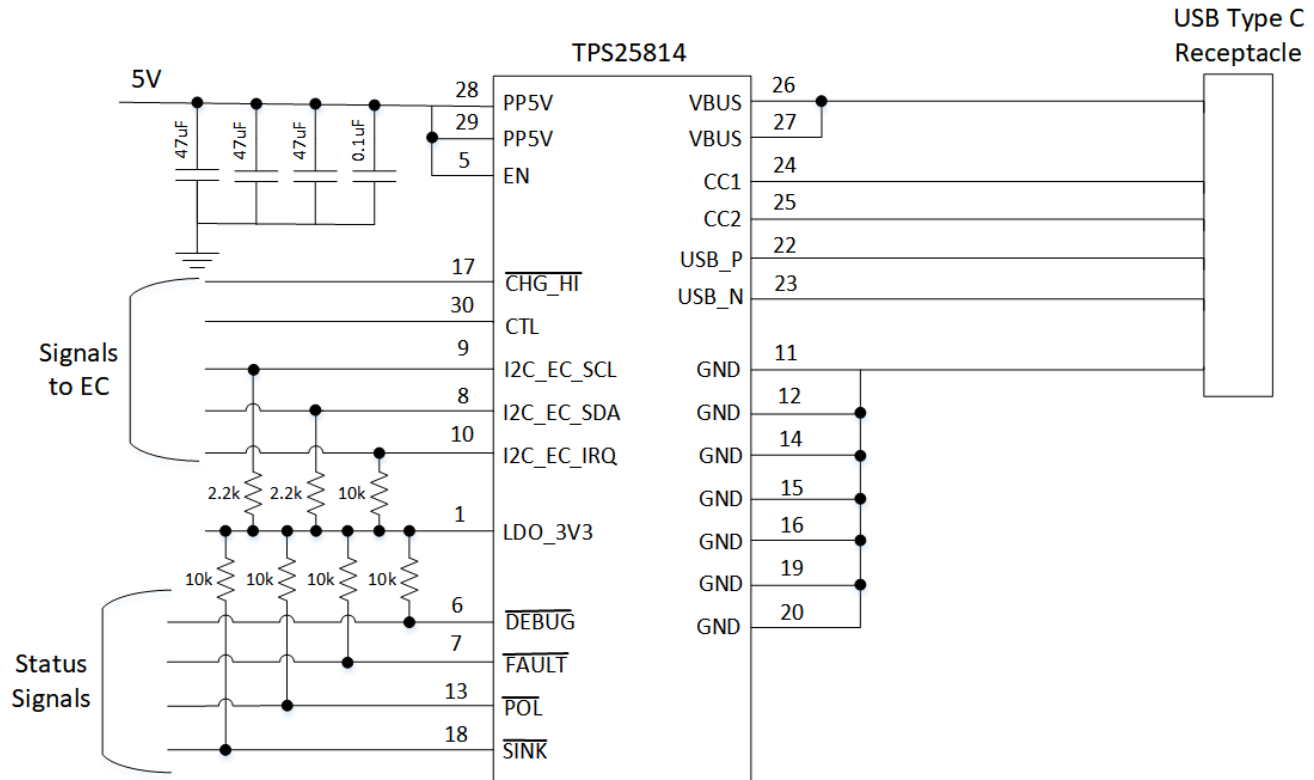 USB Type C
Receptacle
TPS25814
5V
47uF
47uF
47uF
0.1uF
28
PP5V
29
PP5V
5
EN
17
CHG_HI
30
CTL
9
I2C_EC_SCL
8
I2C_EC_SDA
10
I2C_EC_IRQ
Signals
to EC
2.2k
2.2k
10k
1
LDO_3V3
10k
10k
10k
10k
6
DEBUG
7
FAULT
13
POL
18
SINK
Status
Signals
VBUS
26
VBUS
27
CC1
24
CC2
25
USB_P
22
USB_N
23
GND
11
GND
12
GND
14
GND
15
GND
16
GND
19
GND
20